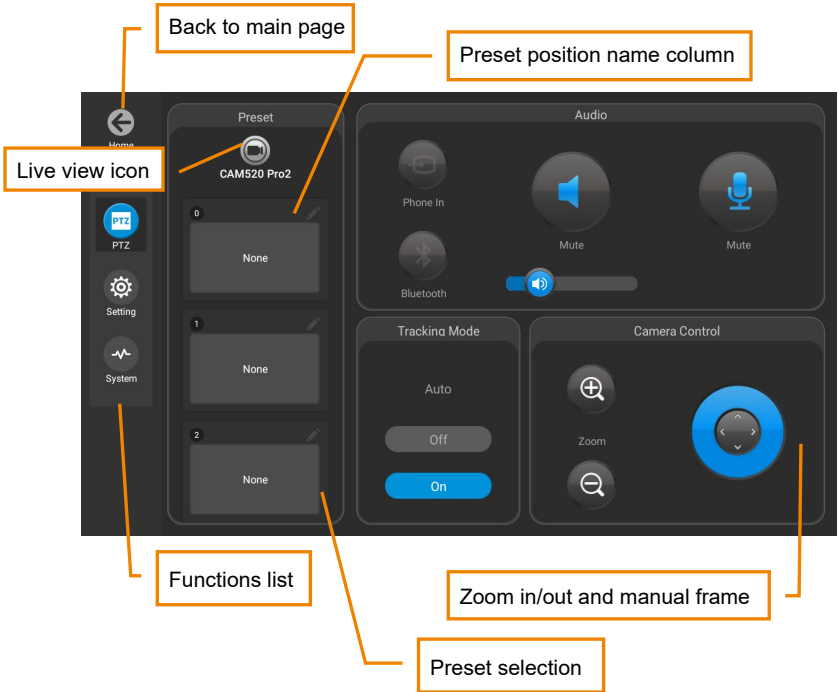 Back to main page
Preset position name column
Home
Live view icon
PTZ
PTZ
Setting
System
Functions list
Preset
CAM520 Pro2
0
None
1
None
2
None
Preset selection
Audio
Phone In
Bluetooth
Mute
Mute
Tracking Mode
Auto
Off
On
Camera Control
Zoom
Zoom in/out and manual frame